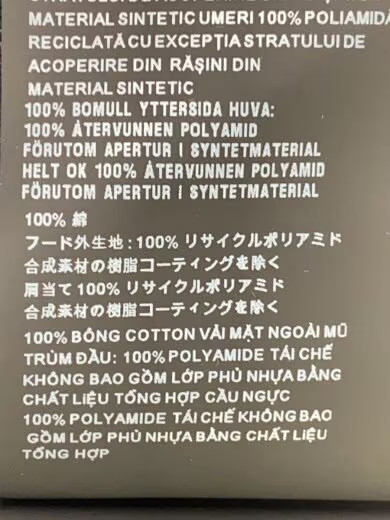 MATERIAL SINTETIC UMERI 100% POLIAMIDĂ
RECICLATĂ CU EXCEPȚIA STRATULUI DE
ACOPERIRE DIN RĂȘINI DIN
MATERIAL SINTETIC
100% BOMULL YTTERSIDA HUVA:
100% ÅTERVUNNEN POLYAMID
FÖRUTOM APERTUR I SYNTETMATERIAL
HELT OK 100% ÅTERVUNNEN POLYAMID
FÖRUTOM APERTUR I SYNTETMATERIAL
100% 綿
フード外生地:100% リサイクルポリアミド
合成素材の樹脂コーティングを除く
肩当て100% リサイクルポリアミド
合成素材の樹脂コーティングを除く
100% BÔNG COTTON VẢI MẶT NGOÀI MŨ
TRÙM ĐẦU: 100% POLYAMIDE TÁI CHẾ
KHÔNG BAO GỒM LỚP PHỦ NHỰA BẰNG
CHẤT LIỆU TỔNG HỢP CẦU NGỰC
100% POLYAMIDE TÁI CHẾ KHÔNG BAO
GỒM LỚP PHỦ NHỰA BẰNG CHẤT LIỆU
TỔNG HỢP